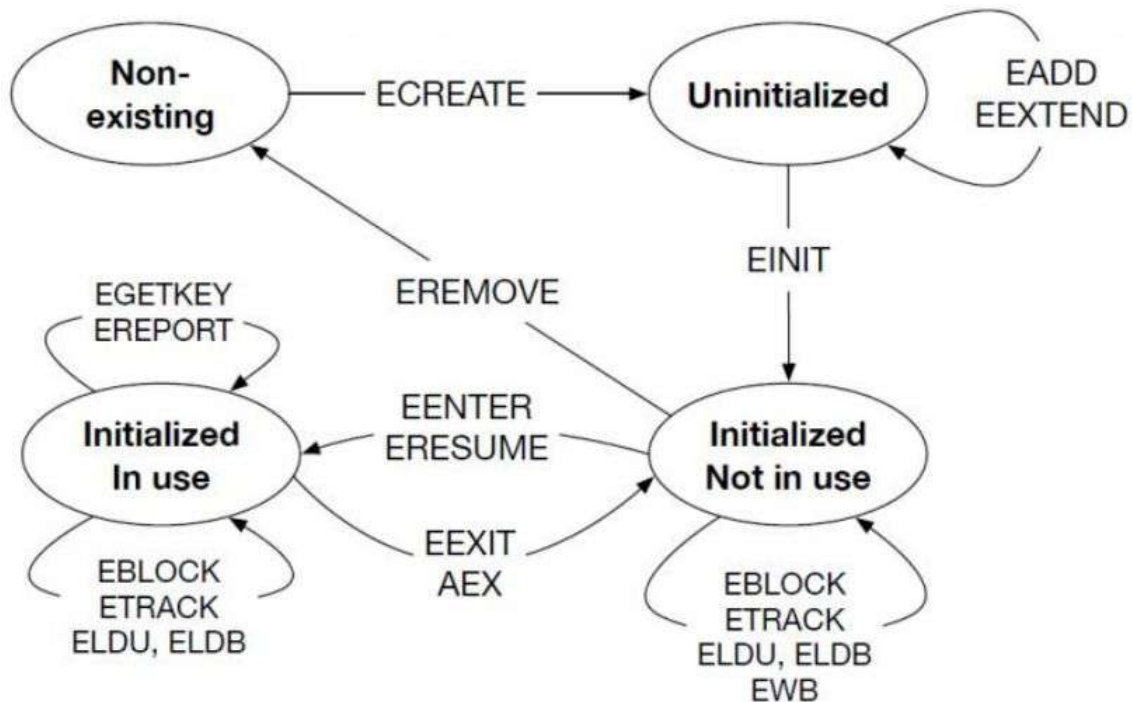 Non-
existing
ECREATE
Uninitialized
EADD
EEXTEND
EINIT
EREMOVE
EGETKEY
EREPORT
Initialized
In use
EENTER
ERESUME
Initialized
Not in use
EEXIT
AEX
EBLOCK
ETRACK
ELDU, ELDB
EBLOCK
ETRACK
ELDU, ELDB
EWB